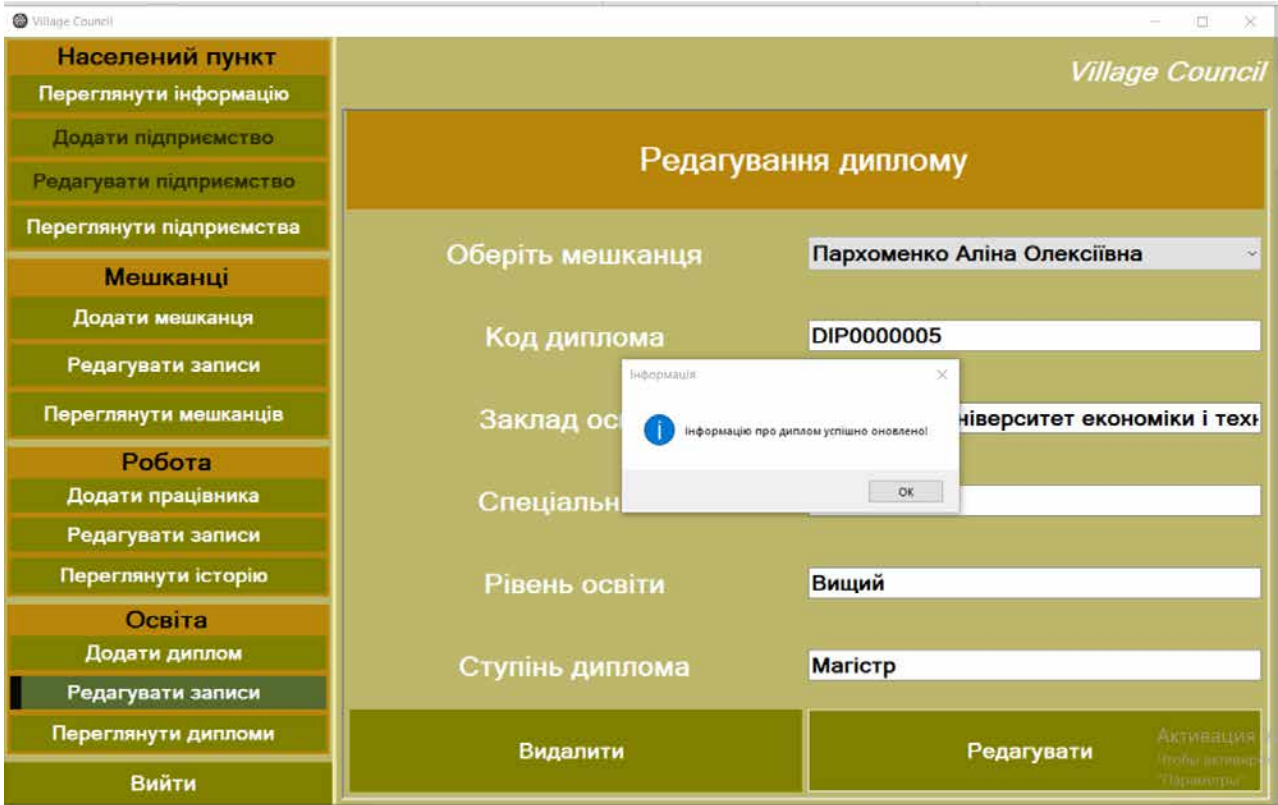 Village Council
Населений пункт
Переглянути інформацію
Додати підприємство
Редагувати підприємство
Переглянути підприємства
Мешканці
Додати мешканця
Редагувати записи
Переглянути мешканців
Робота
Додати працівника
Редагувати записи
Переглянути історію
Освіта
Додати диплом
Редагувати записи
Переглянути дипломи
Вийти
Village Council
Редагування диплому
Оберіть мешканця
Пархоменко Аліна Олексіївна
Код диплома
DIP0000005
Заклад ос
ніверситет економіки і техн
Спеціальн
Рівень освіти
Вищий
Ступінь диплома
Магістр
Видалити
Редагувати
Інформація
Інформацію про диплом успішно оновлено!
OK
Активация
Чтобы активиро
"Параметры"